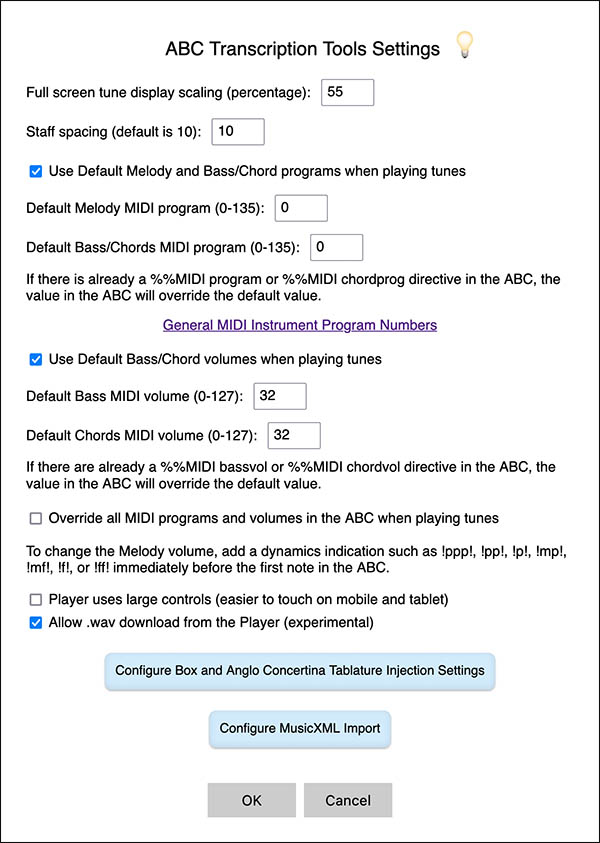 ABC Transcription Tools Settings
Full screen tune display scaling (percentage): 55
Staff spacing (default is 10): 10
Use Default Melody and Bass/Chord programs when playing tunes
Default Melody MIDI program (0-135): 0
Default Bass/Chords MIDI program (0-135): 0
If there is already a %%MIDI program or %%MIDI chordprog directive in the ABC, the
value in the ABC will override the default value.
General MIDI Instrument Program Numbers
Use Default Bass/Chord volumes when playing tunes
Default Bass MIDI volume (0-127): 32
Default Chords MIDI volume (0-127): 32
If there are already a %%MIDI bassvol or %%MIDI chordvol directive in the ABC, the
value in the ABC will override the default value.
Override all MIDI programs and volumes in the ABC when playing tunes
To change the Melody volume, add a dynamics indication such as !ppp!, !pp!, !p!, !mp!,
!mf!, !f!, or !ff! immediately before the first note in the ABC.
Player uses large controls (easier to touch on mobile and tablet)
Allow .wav download from the Player (experimental)
Configure Box and Anglo Concertina Tablature Injection Settings
Configure MusicXML Import
OK Cancel